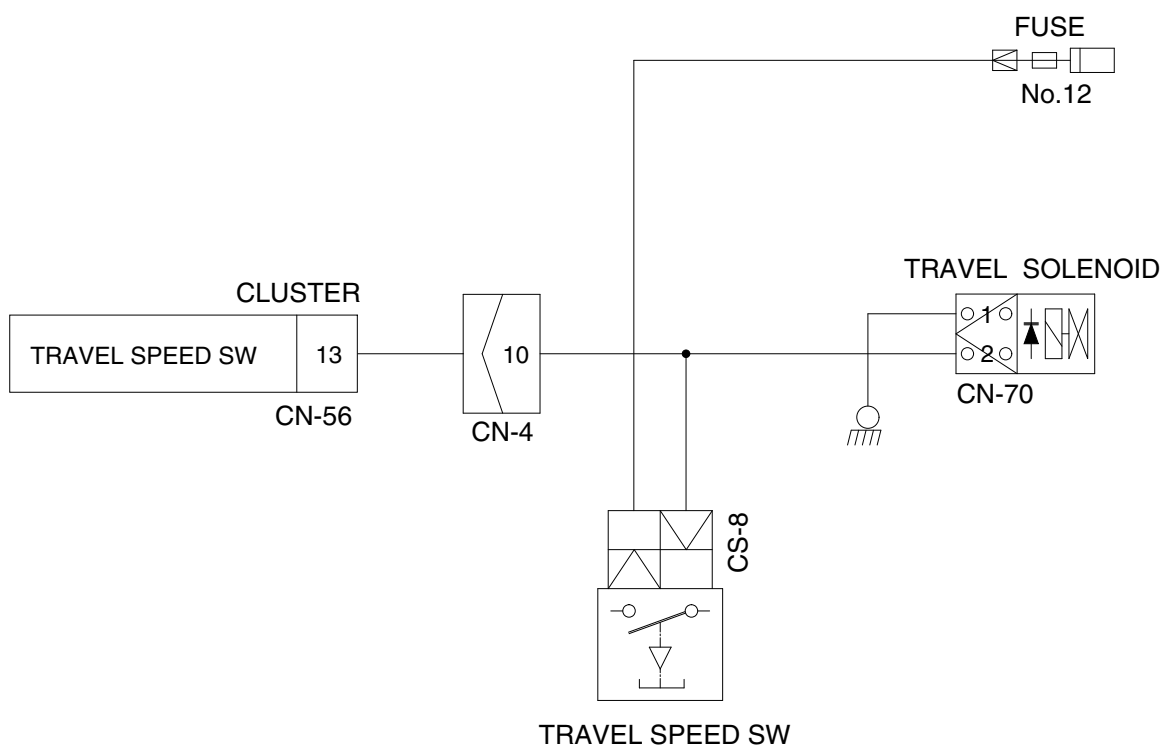 FUSE
No.12
TRAVEL SOLENOID
1
2
CN-70
CLUSTER
TRAVEL SPEED SW 13
CN-56
10
CN-4
CS-8
TRAVEL SPEED SW